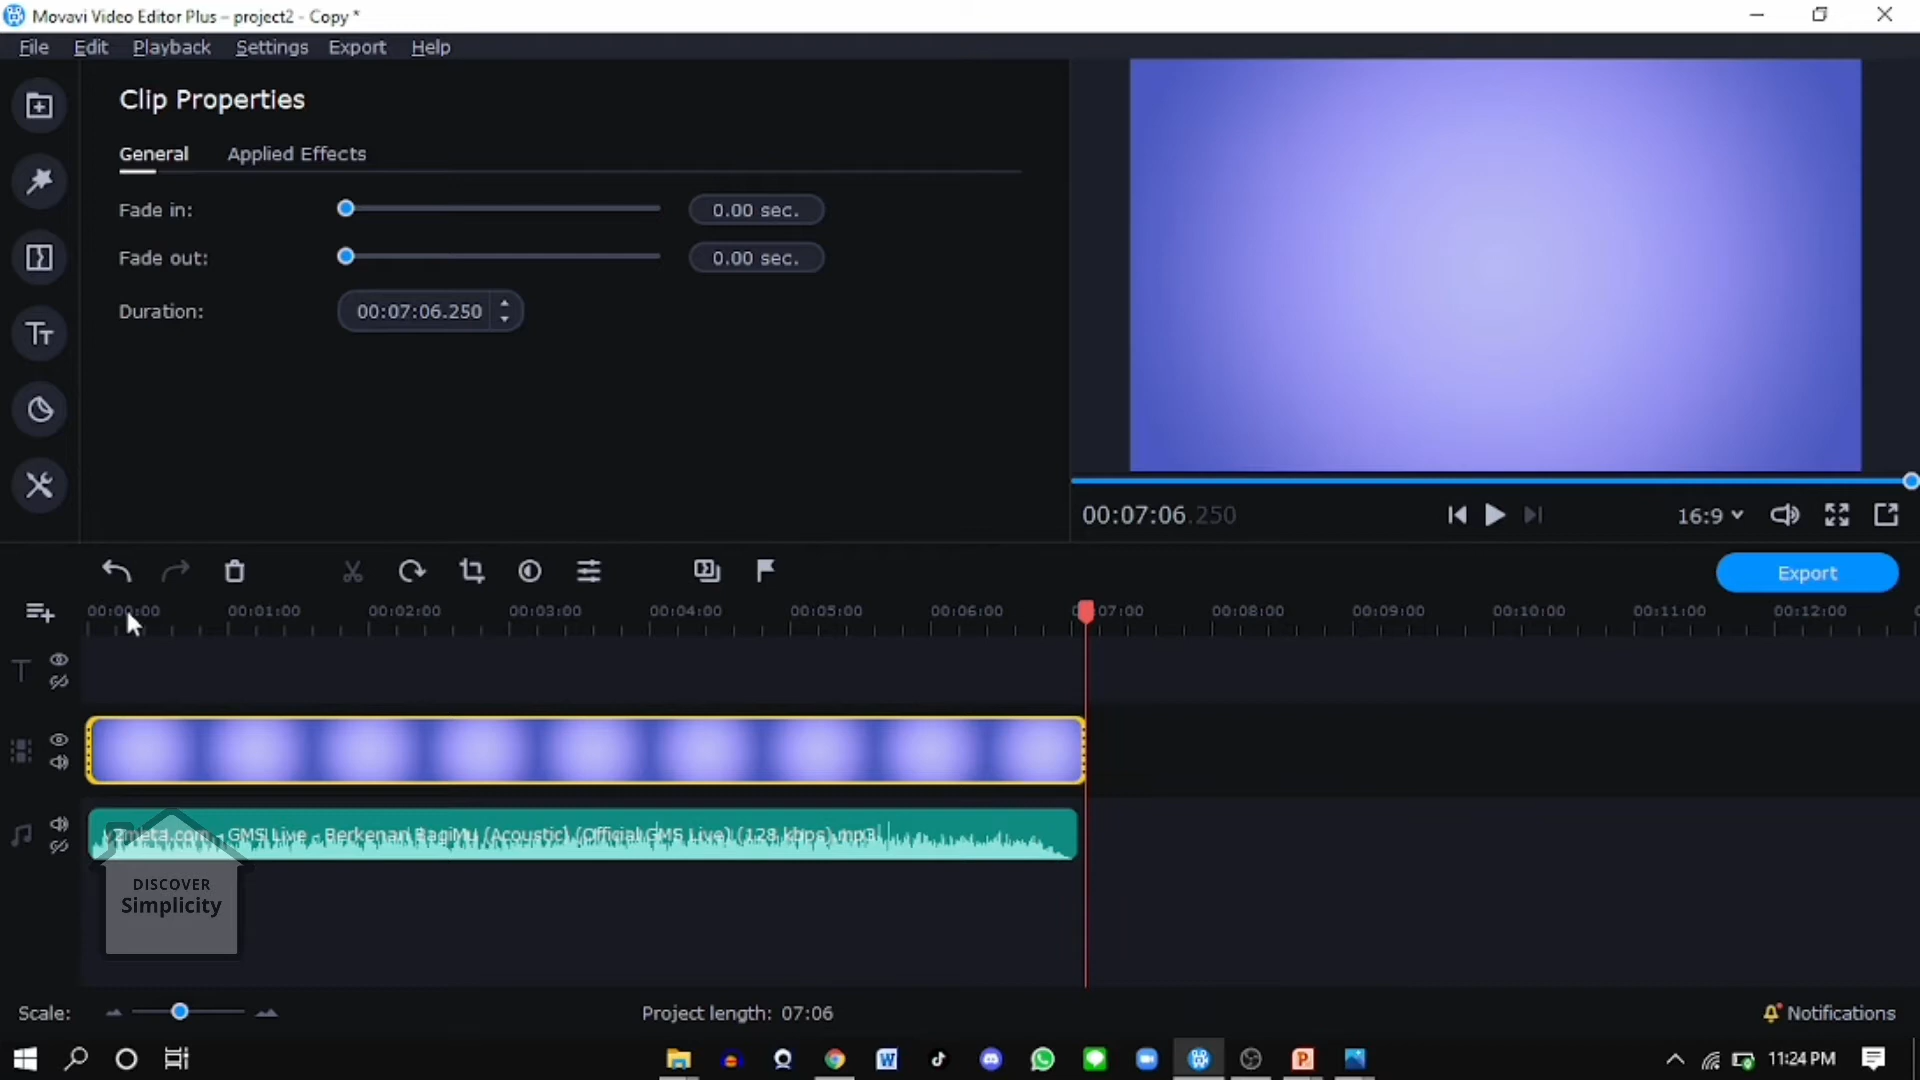 Movavi Video Editor Plus – project2 - Copy *
File Edit Playback Settings Export Help
Clip Properties
General Applied Effects
Fade in: 0.00 sec.
Fade out: 0.00 sec.
Duration: 00:07:06.250
00:07:06.250
16:9
Export
00:00:00 00:01:00 00:02:00 00:03:00 00:04:00 00:05:00 00:06:00 07:00 00:08:00 00:09:00 00:10:00 00:11:00 00:12:00
y2meta.com - GMS Live - Berkenan BagiMu (Acoustic) (Official GMS Live) (128 kbps).mp3
DISCOVER
Simplicity
Scale:
Project length: 07:06
Notifications
11:24 PM